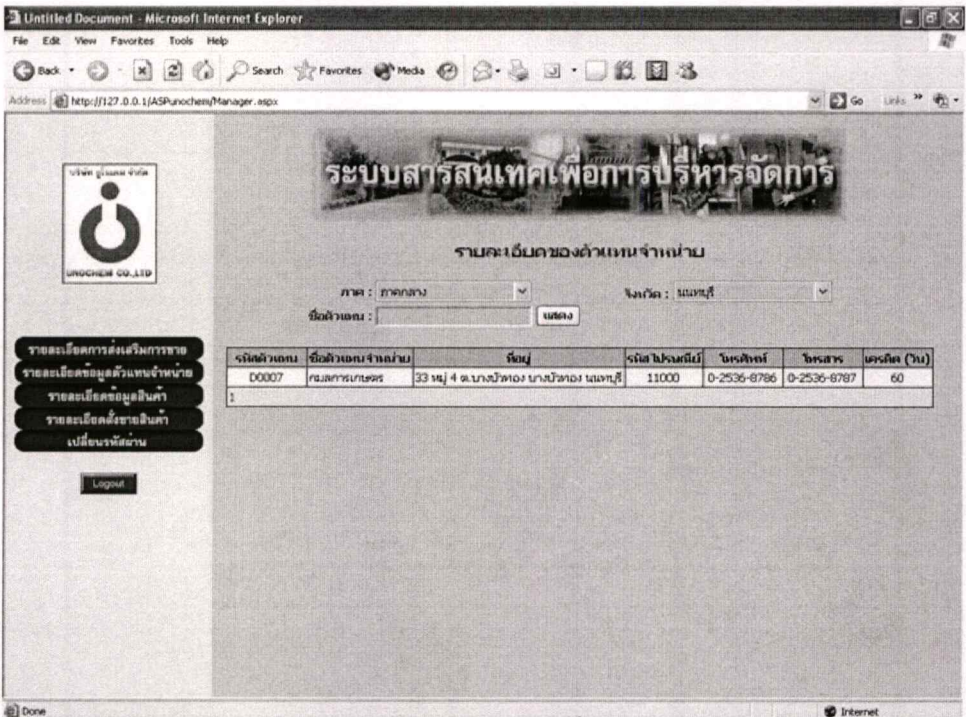 Untitled Document - Microsoft Internet Explorer
File Edit View Favorites Tools Help
Back Search Favorites Media
Address http://127.0.0.1/ASPunochem/Manager.aspx Go Links »
บริษัท ยูโนเคม จำกัด
UNOCHEM CO.,LTD
ระบบสารสนเทศเพื่อการบริหารจัดการ
รายละเอียดของตัวแทนจำหน่าย
ภาค : ภาคกลาง จังหวัด : นนทบุรี
ชื่อตัวแทน : แสดง
รายละเอียดการส่งเสริมการขาย
รายละเอียดข้อมูลตัวแทนจำหน่าย
รายละเอียดข้อมูลสินค้า
รายละเอียดสั่งขายสินค้า
เปลี่ยนรหัสผ่าน
Logout
รหัสตัวแทน ชื่อตัวแทนจำหน่าย ที่อยู่ รหัสไปรษณีย์ โทรศัพท์ โทรสาร เครดิต (วัน)
D0007 กมลการเกษตร 33 หมู่ 4 ต.บางบัวทอง บางบัวทอง นนทบุรี 11000 0-2536-8786 0-2536-8787 60
1
Done Internet